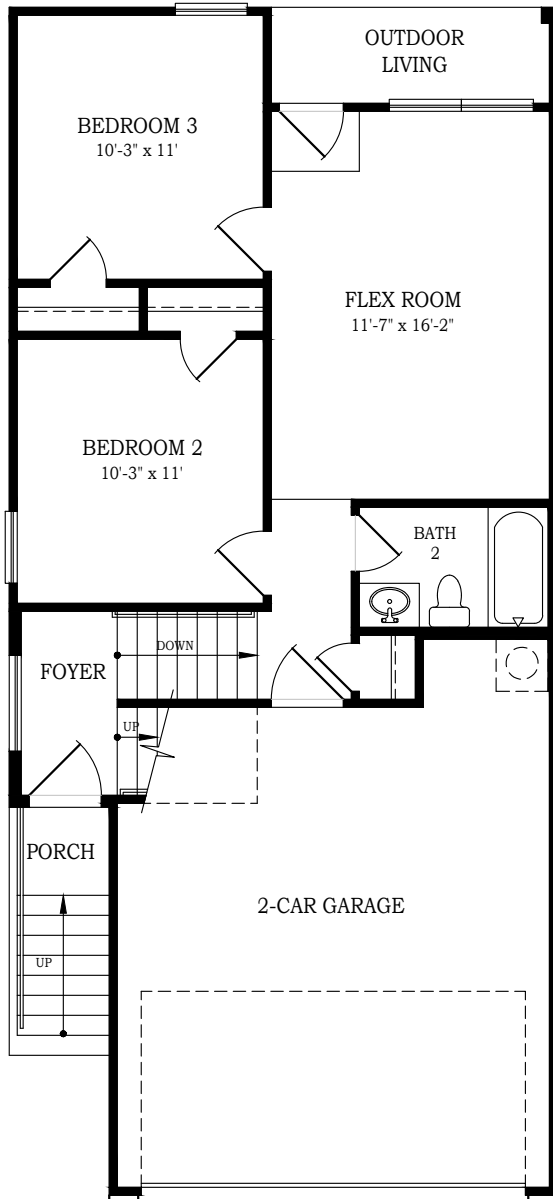 OUTDOOR
LIVING
BEDROOM 3
10'-3" x 11'
FLEX ROOM
11'-7" x 16'-2"
BEDROOM 2
10'-3" x 11'
BATH
2
DOWN
FOYER
UP
PORCH
2-CAR GARAGE
UP